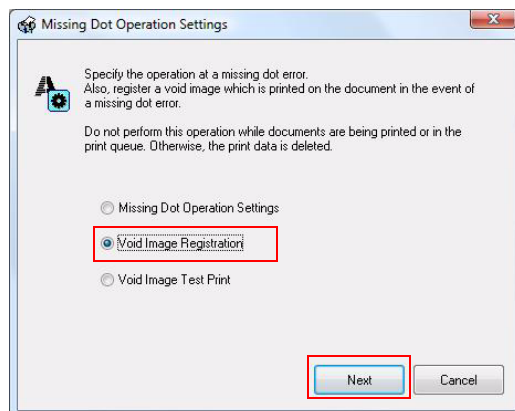 Missing Dot Operation Settings
Specify the operation at a missing dot error.
Also, register a void image which is printed on the document in the event of
a missing dot error.
Do not perform this operation while documents are being printed or in the
print queue. Otherwise, the print data is deleted.
Missing Dot Operation Settings
Void Image Registration
Void Image Test Print
Next Cancel